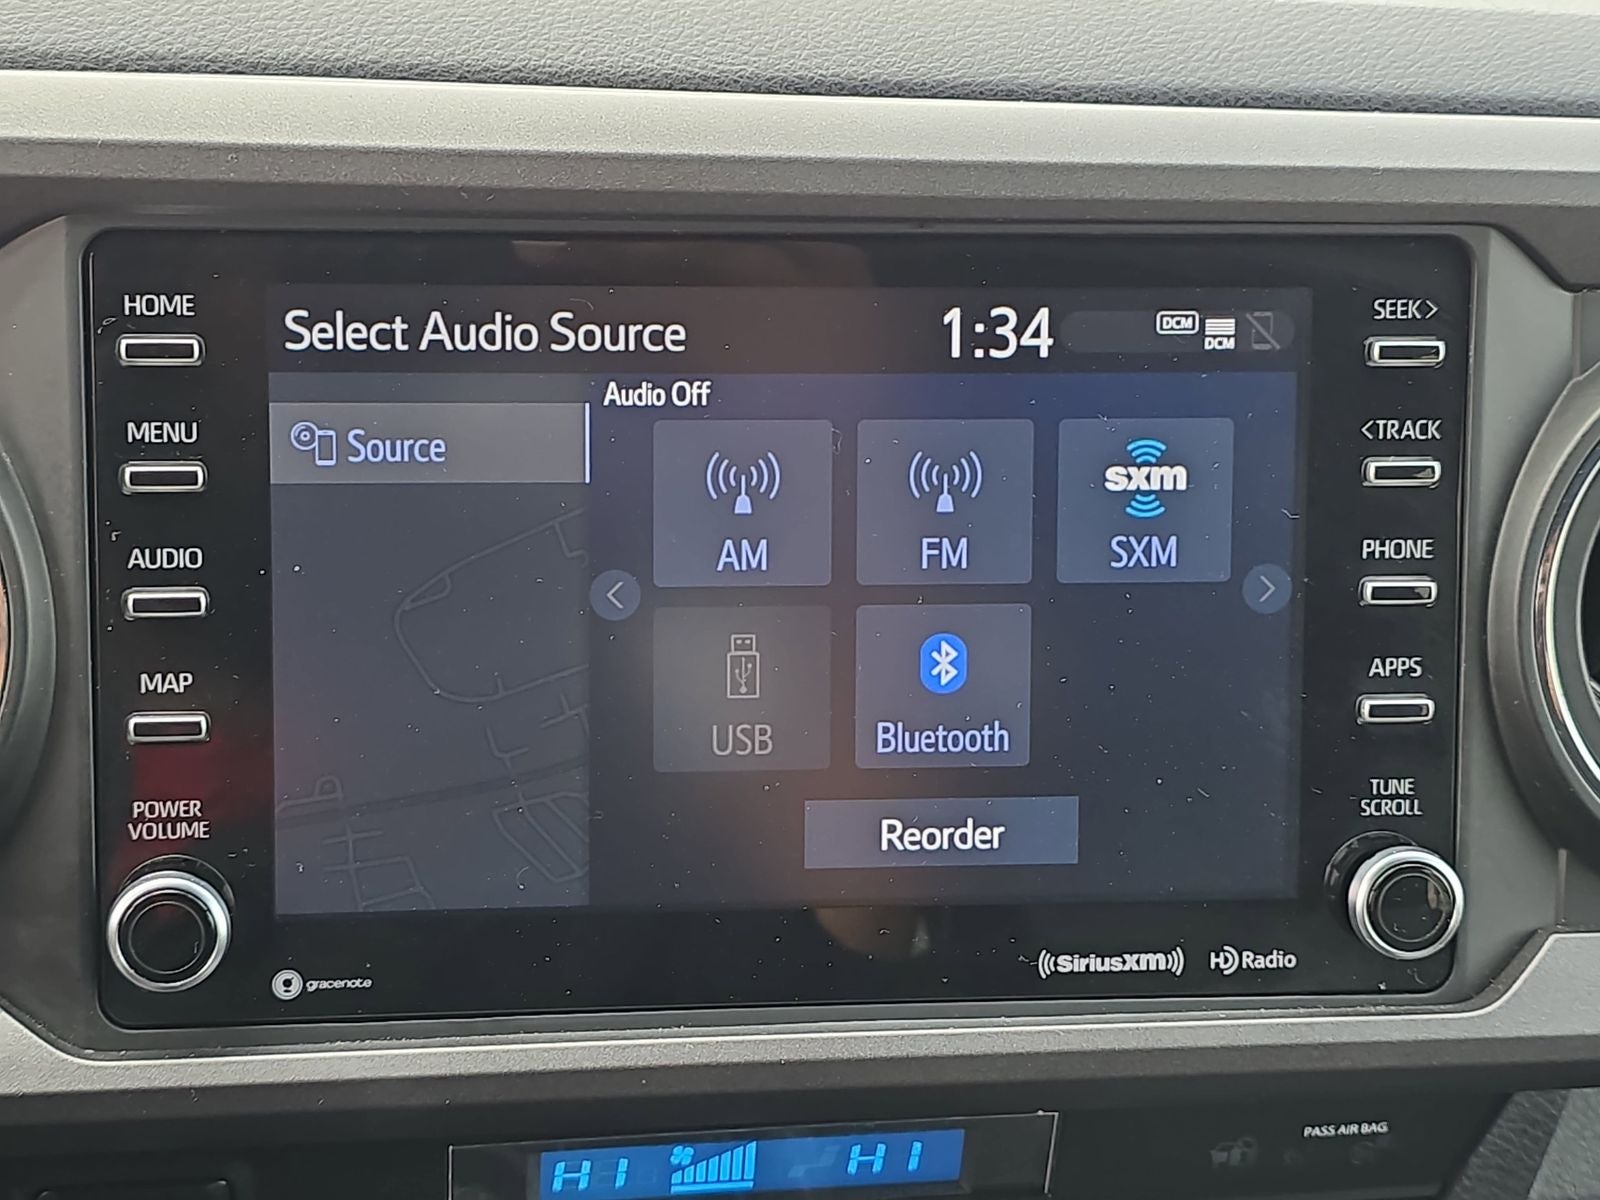 HOME
MENU
AUDIO
MAP
POWER
VOLUME
Select Audio Source
1:34
DCM
DCM
Source
Audio Off
AM
FM
sxm
SXM
USB
Bluetooth
Reorder
gracenote
((SiriusXM))
HD Radio
SEEK>
<TRACK
PHONE
APPS
TUNE
SCROLL
HI
HI
PASS AIR BAG